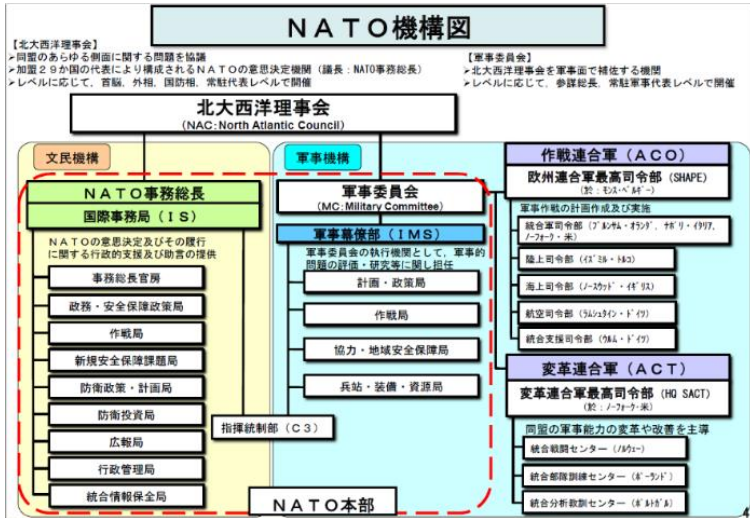 NATO機構図
【北大西洋理事会】
➢同盟のあらゆる側面に関する問題を協議
➢加盟29か国の代表により構成されるNATOの意思決定機関（議長：NATO事務総長）
➢レベルに応じて，首脳，外相，国防相，常駐代表レベルで開催
【軍事委員会】
➢北大西洋理事会を軍事面で補佐する機関
➢レベルに応じて，参謀総長，常駐軍事代表レベルで開催
北大西洋理事会
(NAC:North Atlantic Council)
文民機構
NATO事務総長
国際事務局（IS）
NATOの意思決定及びその履行
に関する行政的支援及び助言の提供
事務総長官房
政務・安全保障政策局
作戦局
新規安全保障課題局
防衛政策・計画局
防衛投資局
広報局
行政管理局
統合情報保全局
軍事機構
軍事委員会
(MC:Military Committee)
軍事幕僚部（IMS）
軍事委員会の執行機関として，軍事的
問題の評価・研究等に関し担任
計画・政策局
作戦局
協力・地域安全保障局
兵站・装備・資源局
指揮統制部（C3）
NATO本部
作戦連合軍（ACO）
欧州連合軍最高司令部（SHAPE）
（於：ﾓﾝｽ・ﾍﾞﾙｷﾞｰ）
軍事作戦の計画作成及び実施
統合軍司令部（ﾌﾞﾙﾝｻﾑ・ｵﾗﾝﾀﾞ，ﾅﾎﾟﾘ・ｲﾀﾘｱ，
ﾉｰﾌｫｰｸ・米）
陸上司令部（ｲｽﾞﾐﾙ・ﾄﾙｺ）
海上司令部（ﾉｰｽｳｯﾄﾞ・ｲｷﾞﾘｽ）
航空司令部（ﾗﾑｼｭﾀｲﾝ・ﾄﾞｲﾂ）
統合支援司令部（ｳﾙﾑ・ﾄﾞｲﾂ）
変革連合軍（ACT）
変革連合軍最高司令部（HQ SACT）
（於：ﾉｰﾌｫｰｸ・米）
同盟の軍事能力の変革や改善を主導
統合戦闘センター（ﾉﾙｳｪｰ）
統合部隊訓練センター（ﾎﾟｰﾗﾝﾄﾞ）
統合分析教訓センター（ﾎﾟﾙﾄｶﾞﾙ）
4